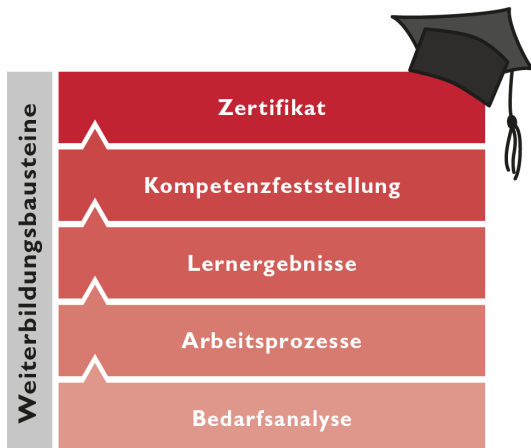 Weiterbildungsbausteine
Zertifikat
Kompetenzfeststellung
Lernergebnisse
Arbeitsprozesse
Bedarfsanalyse